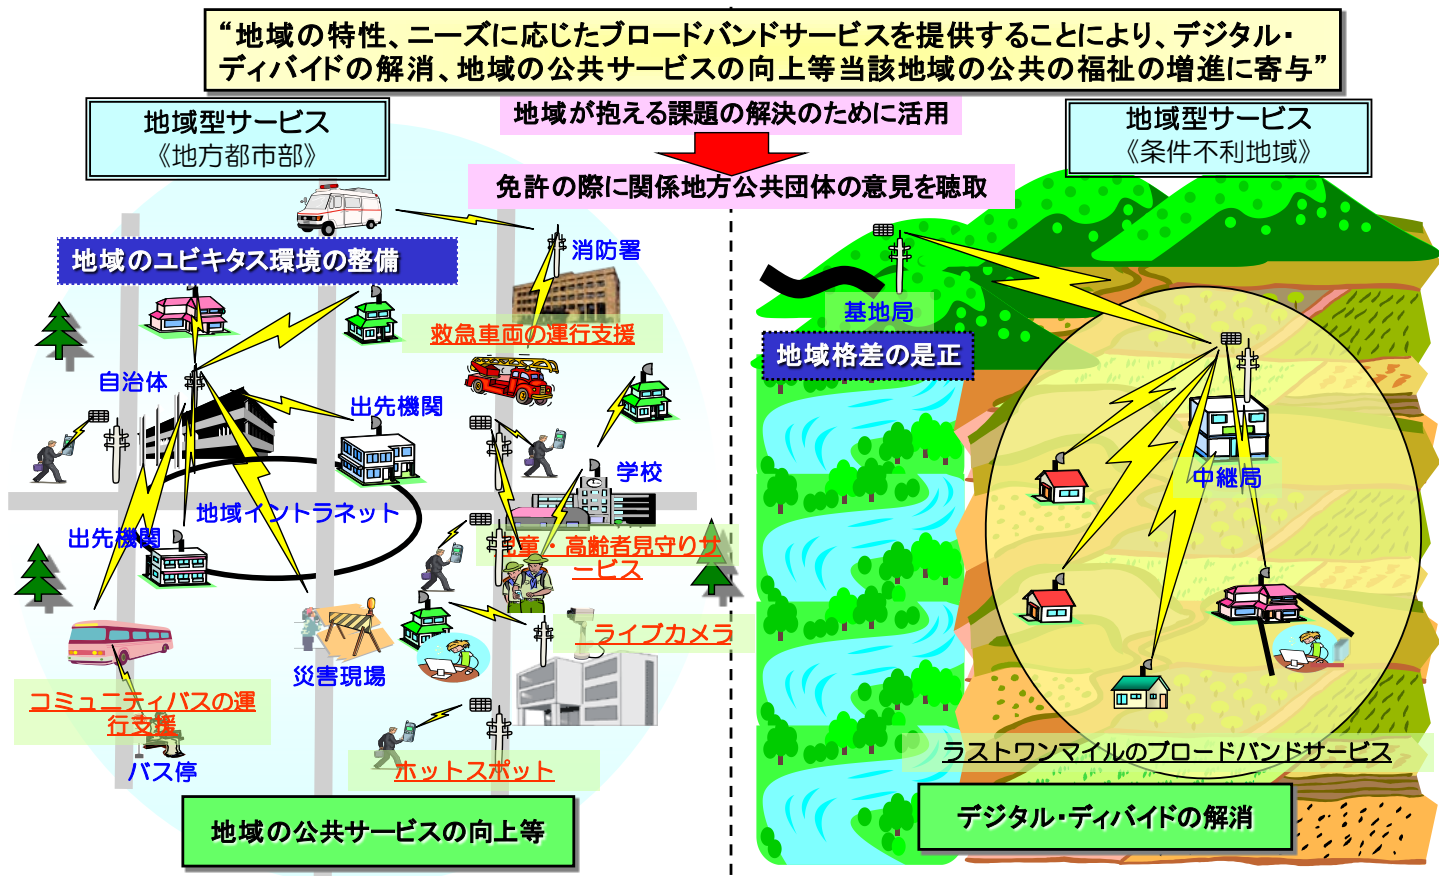 “地域の特性、ニーズに応じたブロードバンドサービスを提供することにより、デジタル・
ディバイドの解消、地域の公共サービスの向上等当該地域の公共の福祉の増進に寄与”
地域が抱える課題の解決のために活用
免許の際に関係地方公共団体の意見を聴取
地域型サービス
《地方都市部》
地域のユビキタス環境の整備
消防署
救急車両の運行支援
自治体
出先機関
学校
地域イントラネット
出先機関
児童・高齢者見守りサ
ービス
ライブカメラ
災害現場
コミュニティバスの運
行支援
バス停
ホットスポット
地域の公共サービスの向上等
地域型サービス
《条件不利地域》
基地局
地域格差の是正
中継局
ラストワンマイルのブロードバンドサービス
デジタル・ディバイドの解消